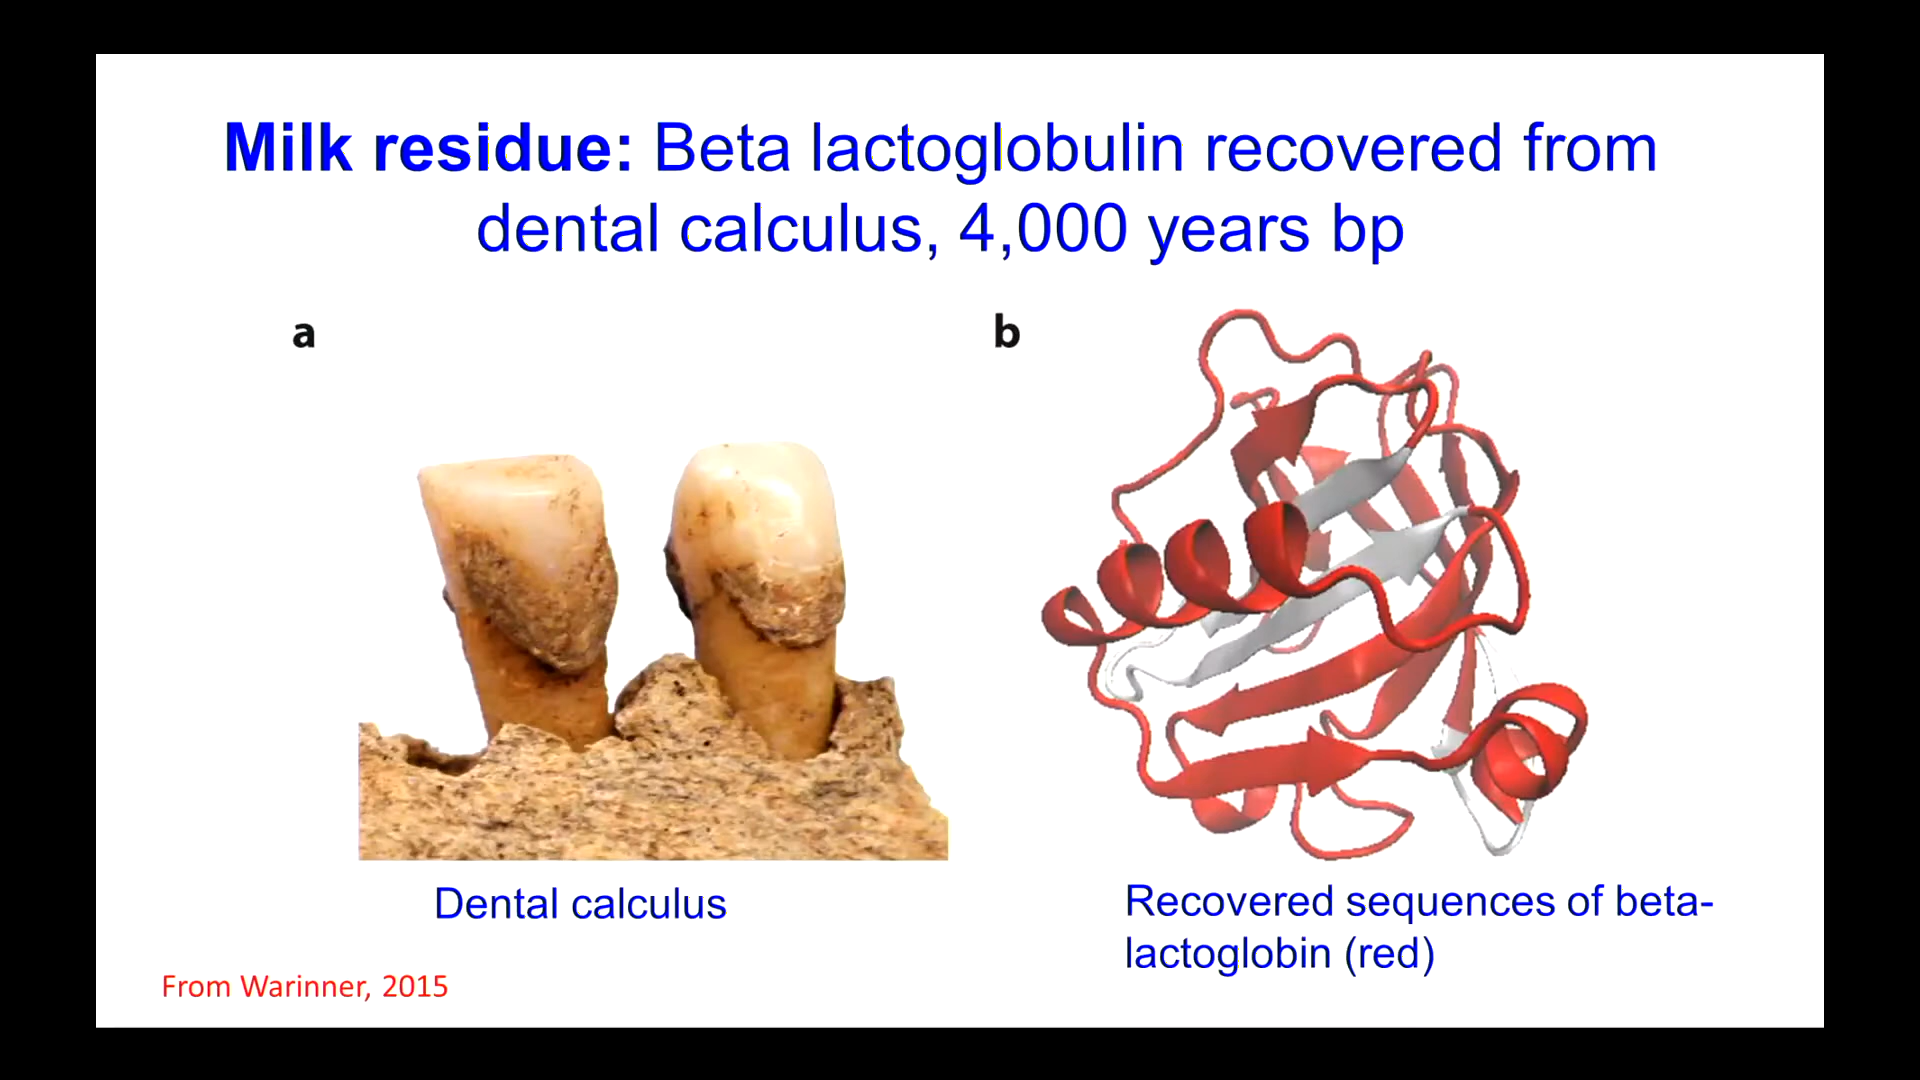 Milk residue: Beta lactoglobulin recovered from
dental calculus, 4,000 years bp
a
b
Dental calculus
Recovered sequences of beta-
lactoglobin (red)
From Warinner, 2015